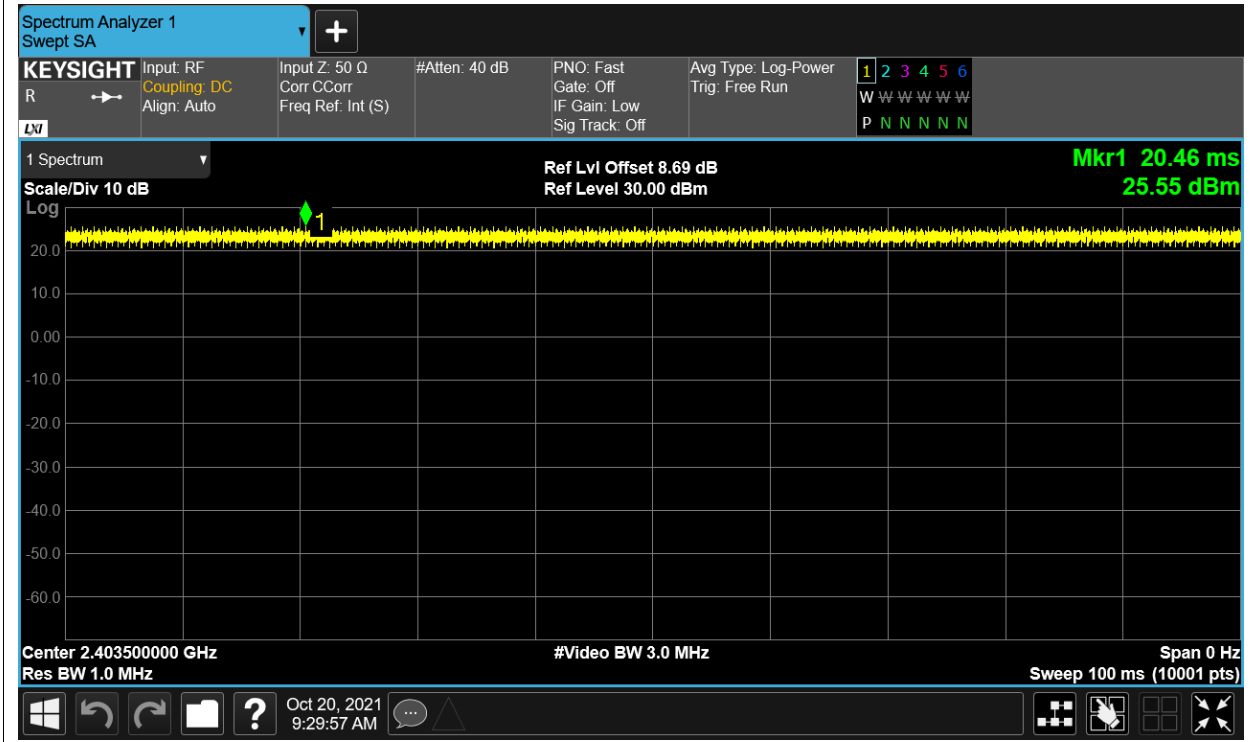 Spectrum Analyzer 1
Swept SA
KEYSIGHT
R
LXI
Input: RF
Coupling: DC
Align: Auto
Input Z: 50 Ω
Corr CCorr
Freq Ref: Int (S)
#Atten: 40 dB
PNO: Fast
Gate: Off
IF Gain: Low
Sig Track: Off
Avg Type: Log-Power
Trig: Free Run
1 2 3 4 5 6
W W W W W W
P N N N N N
1 Spectrum
Scale/Div 10 dB
Log
Ref Lvl Offset 8.69 dB
Ref Level 30.00 dBm
Mkr1 20.46 ms
25.55 dBm
1
20.0
10.0
0.00
-10.0
-20.0
-30.0
-40.0
-50.0
-60.0
Center 2.403500000 GHz
Res BW 1.0 MHz
#Video BW 3.0 MHz
Span 0 Hz
Sweep 100 ms (10001 pts)
?
Oct 20, 2021
9:29:57 AM